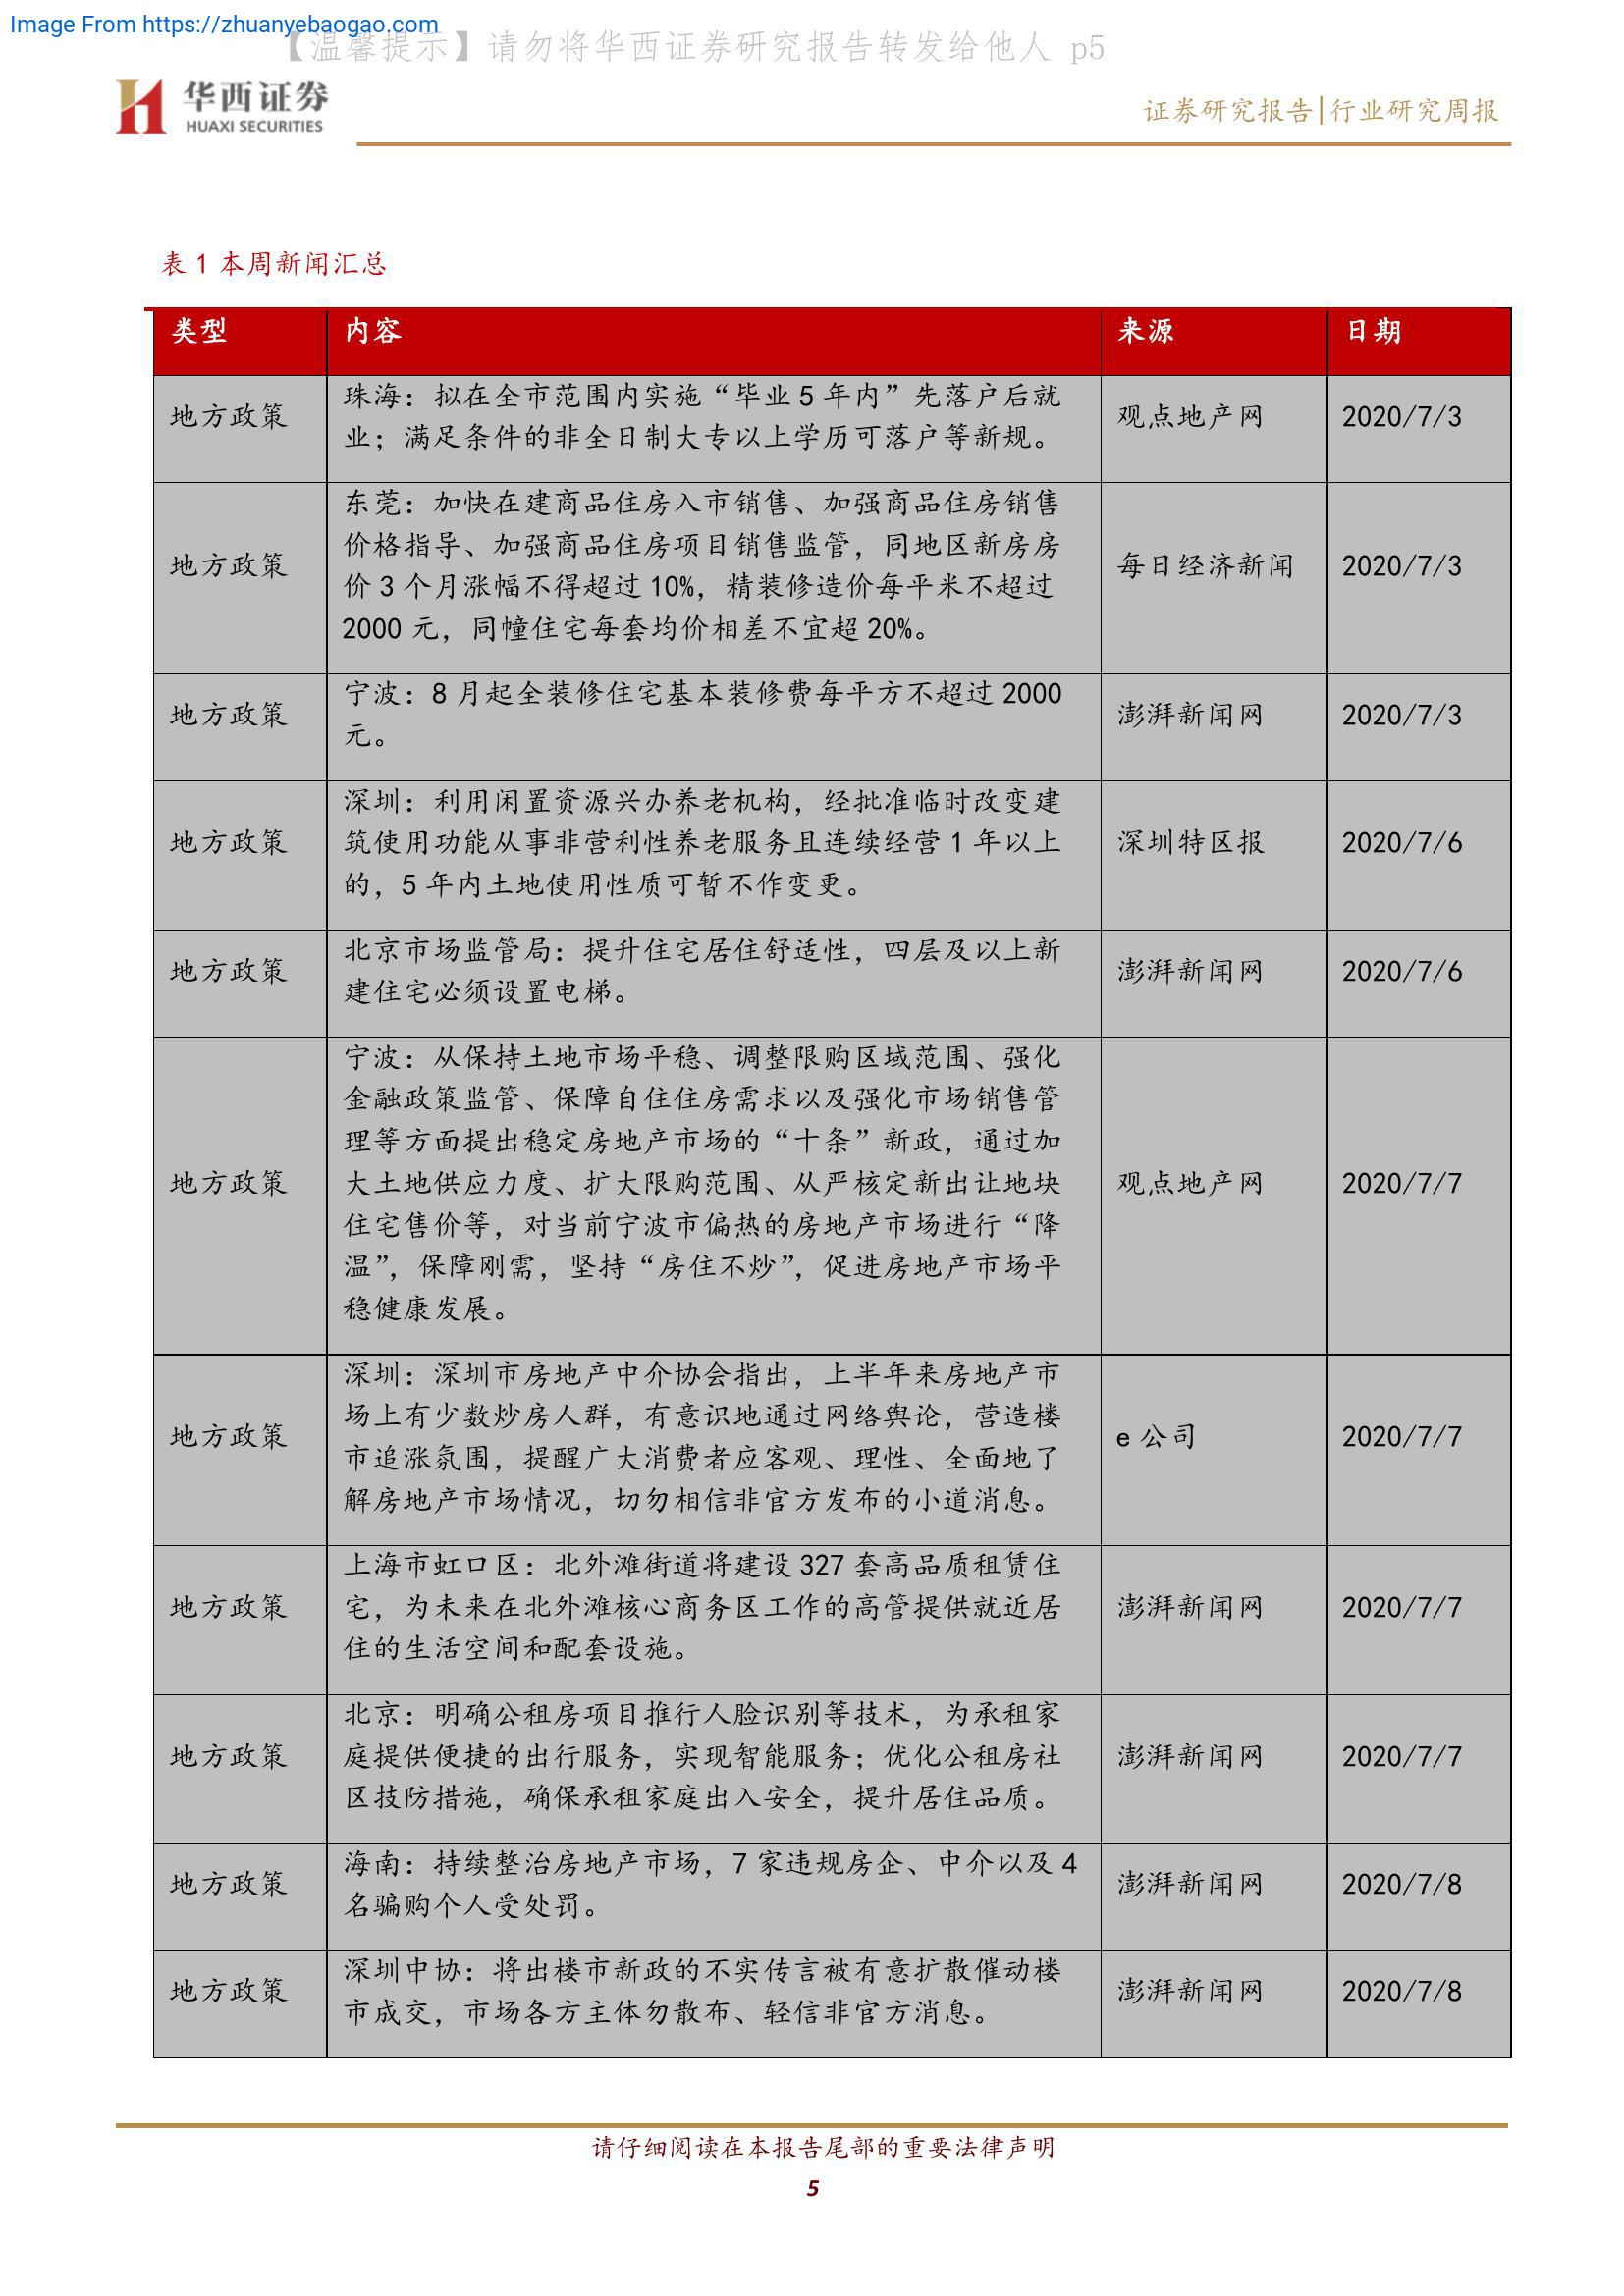 Image From https://zhuanyebaogao.com
【温馨提示】请勿将华西证券研究报告转发给他人 p5
华西证券
HUAXI SECURITIES
证券研究报告|行业研究周报
表 1 本周新闻汇总
类型 内容 来源 日期
地方政策
珠海：拟在全市范围内实施“毕业 5 年内”先落户后就
业；满足条件的非全日制大专以上学历可落户等新规。
观点地产网
2020/7/3
地方政策
东莞：加快在建商品住房入市销售、加强商品住房销售
价格指导、加强商品住房项目销售监管，同地区新房房
价 3 个月涨幅不得超过 10%，精装修造价每平米不超过
2000 元，同幢住宅每套均价相差不宜超 20%。
每日经济新闻
2020/7/3
地方政策
宁波：8 月起全装修住宅基本装修费每平方不超过 2000
元。
澎湃新闻网
2020/7/3
地方政策
深圳：利用闲置资源兴办养老机构，经批准临时改变建
筑使用功能从事非营利性养老服务且连续经营 1 年以上
的，5 年内土地使用性质可暂不作变更。
深圳特区报
2020/7/6
地方政策
北京市场监管局：提升住宅居住舒适性，四层及以上新
建住宅必须设置电梯。
澎湃新闻网
2020/7/6
地方政策
宁波：从保持土地市场平稳、调整限购区域范围、强化
金融政策监管、保障自住住房需求以及强化市场销售管
理等方面提出稳定房地产市场的“十条”新政，通过加
大土地供应力度、扩大限购范围、从严核定新出让地块
住宅售价等，对当前宁波市偏热的房地产市场进行“降
温”，保障刚需，坚持“房住不炒”，促进房地产市场平
稳健康发展。
观点地产网
2020/7/7
地方政策
深圳：深圳市房地产中介协会指出，上半年来房地产市
场上有少数炒房人群，有意识地通过网络舆论，营造楼
市追涨氛围，提醒广大消费者应客观、理性、全面地了
解房地产市场情况，切勿相信非官方发布的小道消息。
e 公司
2020/7/7
地方政策
上海市虹口区：北外滩街道将建设 327 套高品质租赁住
宅，为未来在北外滩核心商务区工作的高管提供就近居
住的生活空间和配套设施。
澎湃新闻网
2020/7/7
地方政策
北京：明确公租房项目推行人脸识别等技术，为承租家
庭提供便捷的出行服务，实现智能服务；优化公租房社
区技防措施，确保承租家庭出入安全，提升居住品质。
澎湃新闻网
2020/7/7
地方政策
海南：持续整治房地产市场，7 家违规房企、中介以及 4
名骗购个人受处罚。
澎湃新闻网
2020/7/8
地方政策
深圳中协：将出楼市新政的不实传言被有意扩散催动楼
市成交，市场各方主体勿散布、轻信非官方消息。
澎湃新闻网
2020/7/8
请仔细阅读在本报告尾部的重要法律声明
5